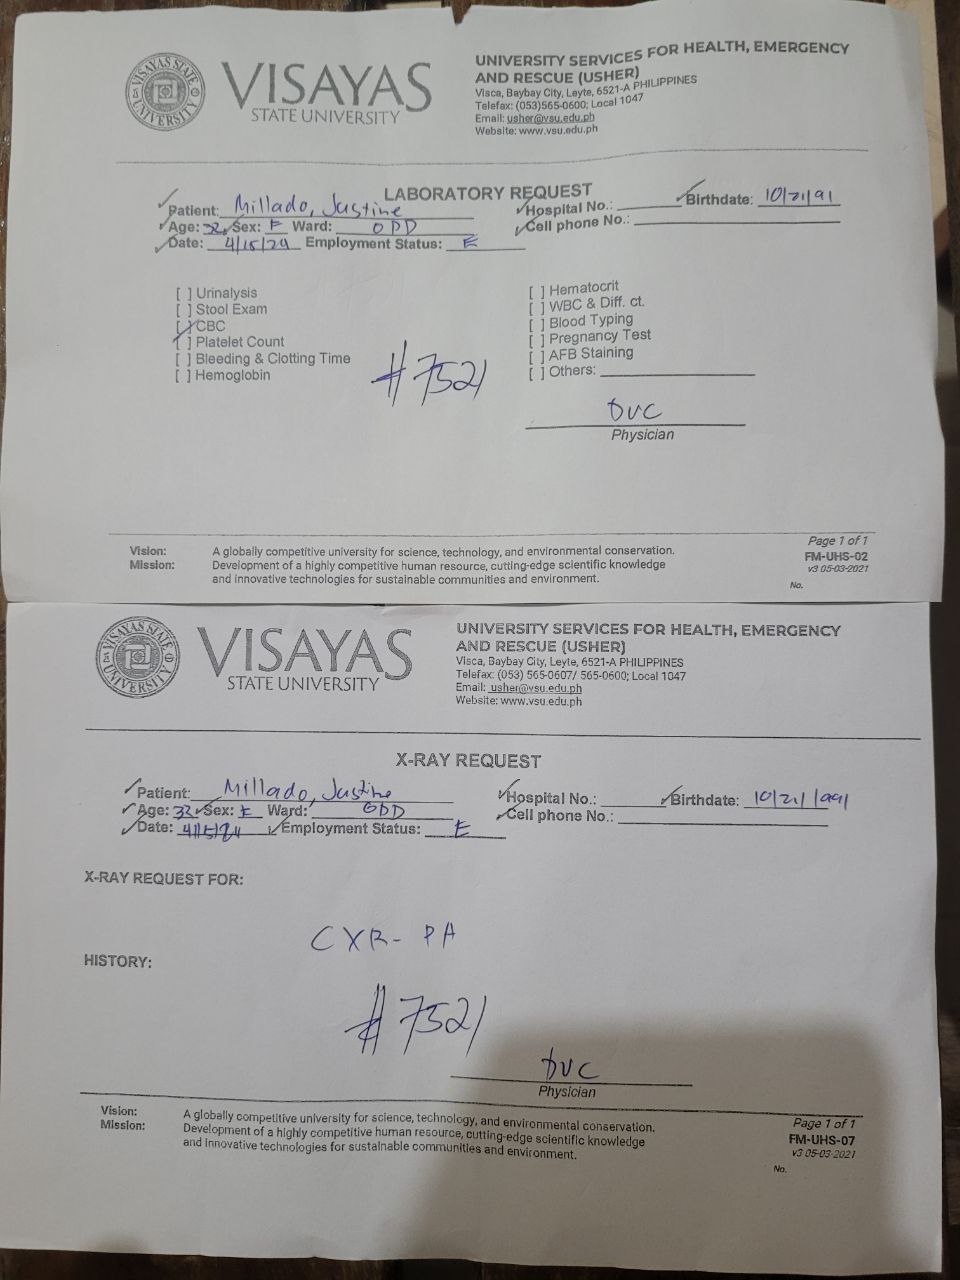 VISAYAS
STATE UNIVERSITY
UNIVERSITY SERVICES FOR HEALTH, EMERGENCY
AND RESCUE (USHER)
Visca, Baybay City, Leyte, 6521-A PHILIPPINES
Telefax: (053)565-0600; Local 1047
Email: usher@vsu.edu.ph
Website: www.vsu.edu.ph
LABORATORY REQUEST
Patient: Millado, Justine Hospital No.: Birthdate: 10/21/91
Age: 32 Sex: F Ward: OPD Cell phone No.:
Date: 4/15/24 Employment Status: E
[ ] Urinalysis
[ ] Stool Exam
[/] CBC
[/] Platelet Count
[ ] Bleeding & Clotting Time
[ ] Hemoglobin
[ ] Hematocrit
[ ] WBC & Diff. ct.
[ ] Blood Typing
[ ] Pregnancy Test
[ ] AFB Staining
[ ] Others:
#7521
DVC
Physician
Vision: A globally competitive university for science, technology, and environmental conservation.
Mission: Development of a highly competitive human resource, cutting-edge scientific knowledge
and innovative technologies for sustainable communities and environment.
Page 1 of 1
FM-UHS-02
v3 05-03-2021
No.
VISAYAS
STATE UNIVERSITY
UNIVERSITY SERVICES FOR HEALTH, EMERGENCY
AND RESCUE (USHER)
Visca, Baybay City, Leyte, 6521-A PHILIPPINES
Telefax: (053) 565-0607/ 565-0600; Local 1047
Email: usher@vsu.edu.ph
Website: www.vsu.edu.ph
X-RAY REQUEST
Patient: Millado, Justine Hospital No.: Birthdate: 10/21/1991
Age: 32 Sex: F Ward: OPD Cell phone No.:
Date: 4/15/24 Employment Status: E
X-RAY REQUEST FOR:
CXR- PA
HISTORY:
#7521
DVC
Physician
Vision: A globally competitive university for science, technology, and environmental conservation.
Mission: Development of a highly competitive human resource, cutting-edge scientific knowledge
and innovative technologies for sustainable communities and environment.
Page 1 of 1
FM-UHS-07
v3 05-03-2021
No.